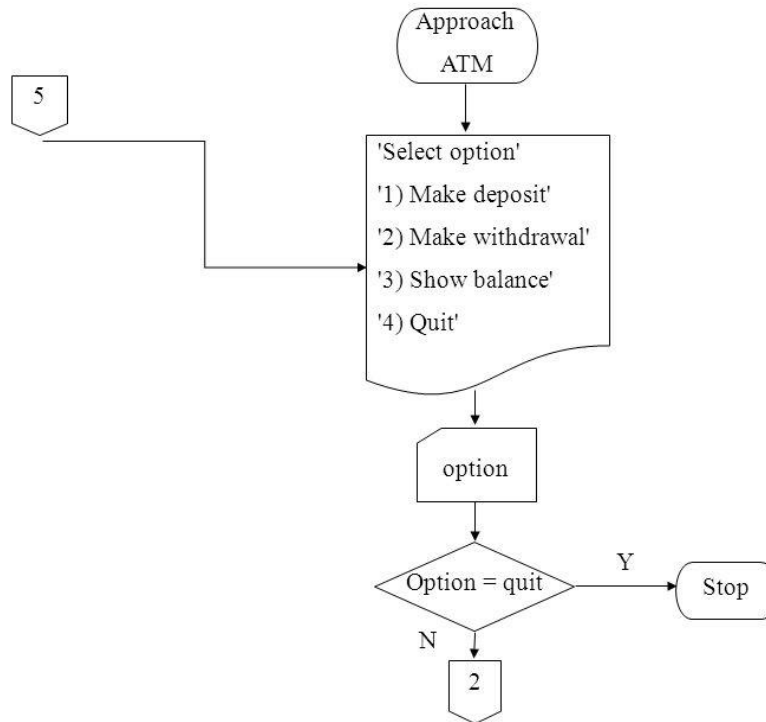 Approach
ATM
5
'Select option'
'1) Make deposit'
'2) Make withdrawal'
'3) Show balance'
'4) Quit'
option
Option = quit
Y
Stop
N
2